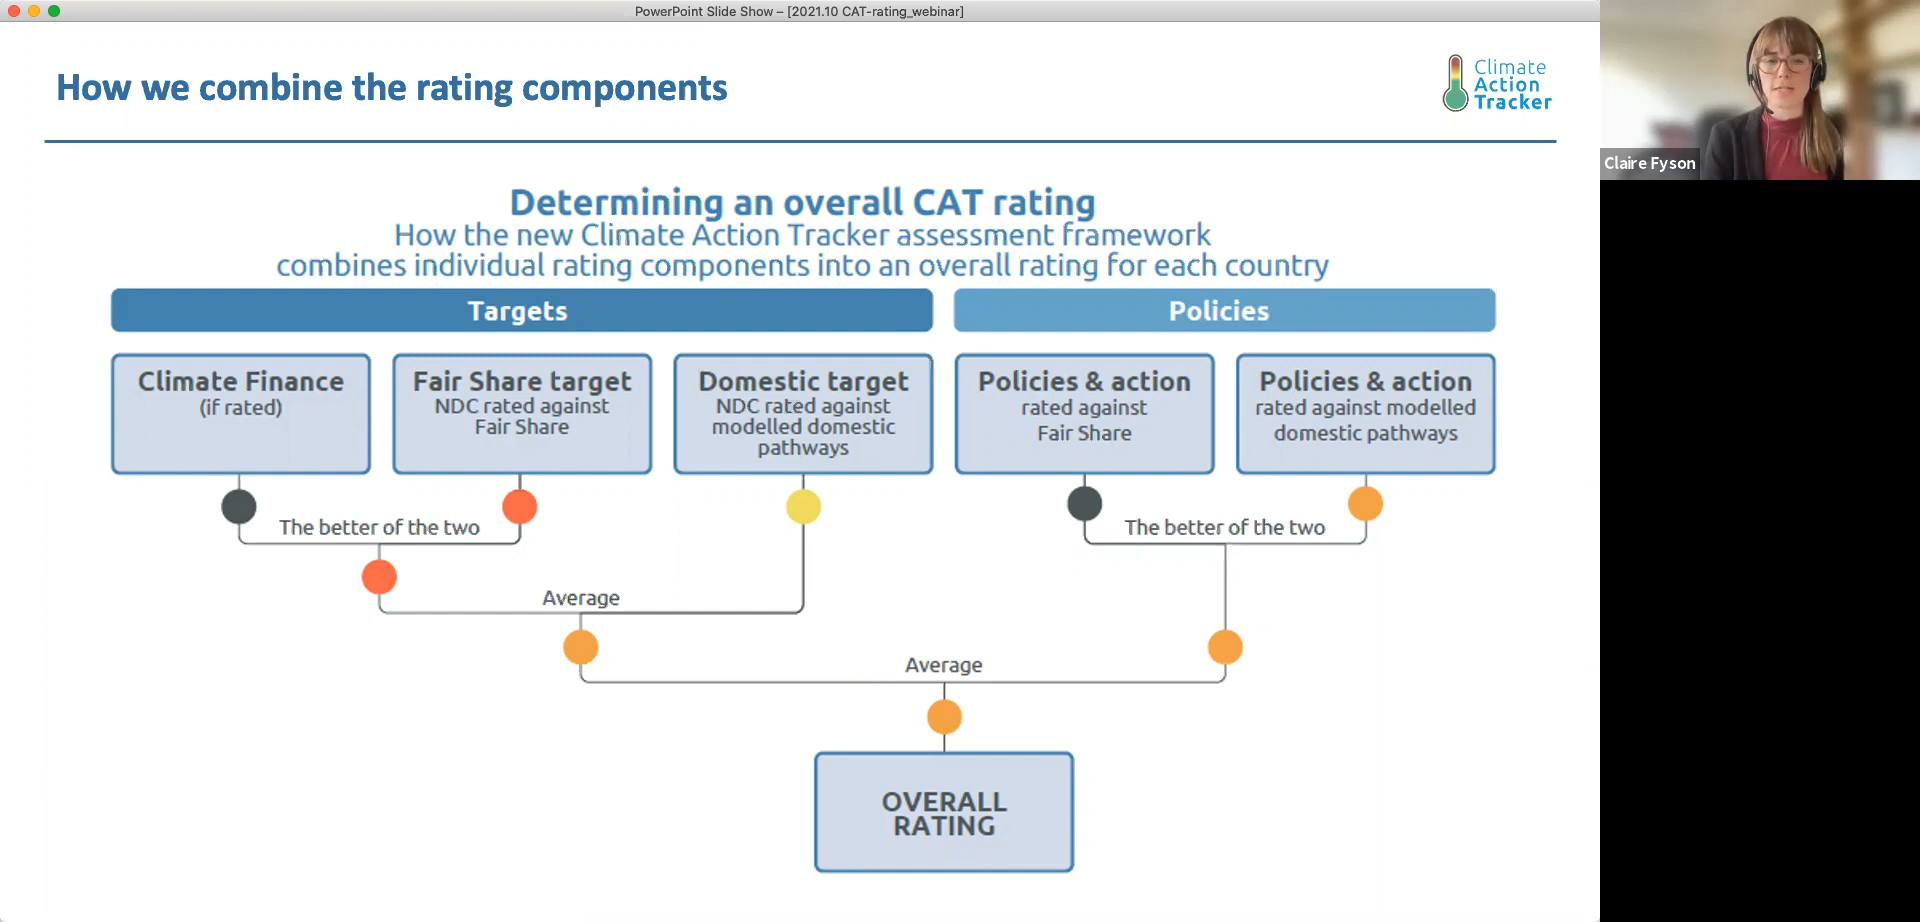 PowerPoint Slide Show – [2021.10 CAT-rating_webinar]
How we combine the rating components
Climate
Action
Tracker
Claire Fyson
Determining an overall CAT rating
How the new Climate Action Tracker assessment framework
combines individual rating components into an overall rating for each country
Targets
Policies
Climate Finance
(if rated)
Fair Share target
NDC rated against
Fair Share
Domestic target
NDC rated against
modelled domestic
pathways
Policies & action
rated against
Fair Share
Policies & action
rated against modelled
domestic pathways
The better of the two
The better of the two
Average
Average
OVERALL
RATING